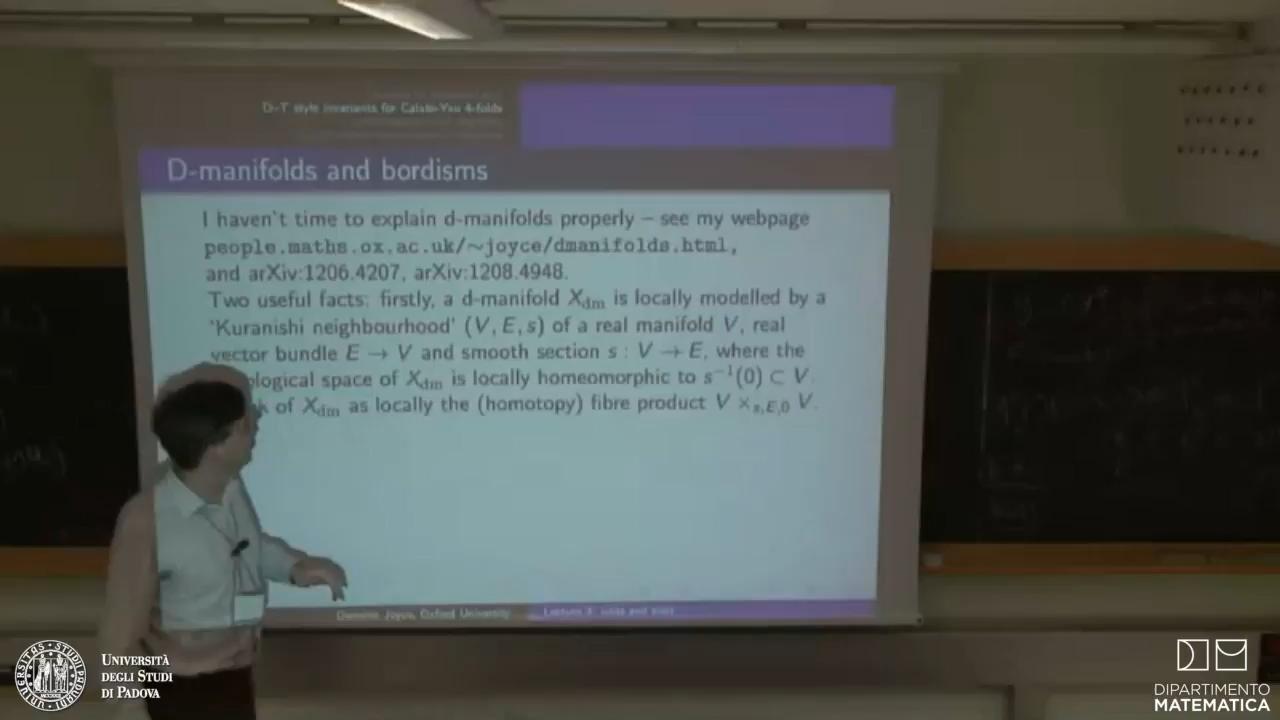 D–T style invariants for Calabi–Yau 4-folds
D-manifolds and bordisms
I haven't time to explain d-manifolds properly – see my webpage
people.maths.ox.ac.uk/~joyce/dmanifolds.html,
and arXiv:1206.4207, arXiv:1208.4948.
Two useful facts: firstly, a d-manifold X_dm is locally modelled by a
'Kuranishi neighbourhood' (V, E, s) of a real manifold V, real
vector bundle E → V and smooth section s : V → E, where the
ological space of X_dm is locally homeomorphic to s⁻¹(0) ⊂ V.
k of X_dm as locally the (homotopy) fibre product V ×_{s,E,0} V.
Dominic Joyce, Oxford University
UNIVERSITÀ
DEGLI STUDI
DI PADOVA
DIPARTIMENTO
MATEMATICA